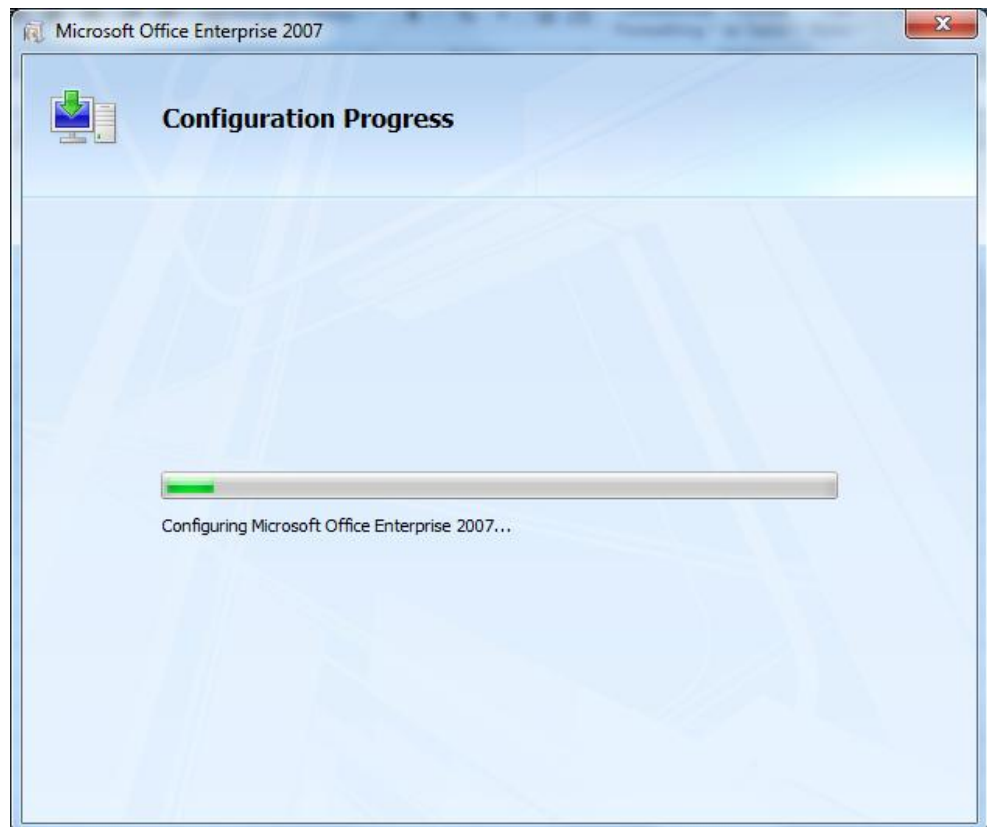 Microsoft Office Enterprise 2007
Configuration Progress
Configuring Microsoft Office Enterprise 2007...